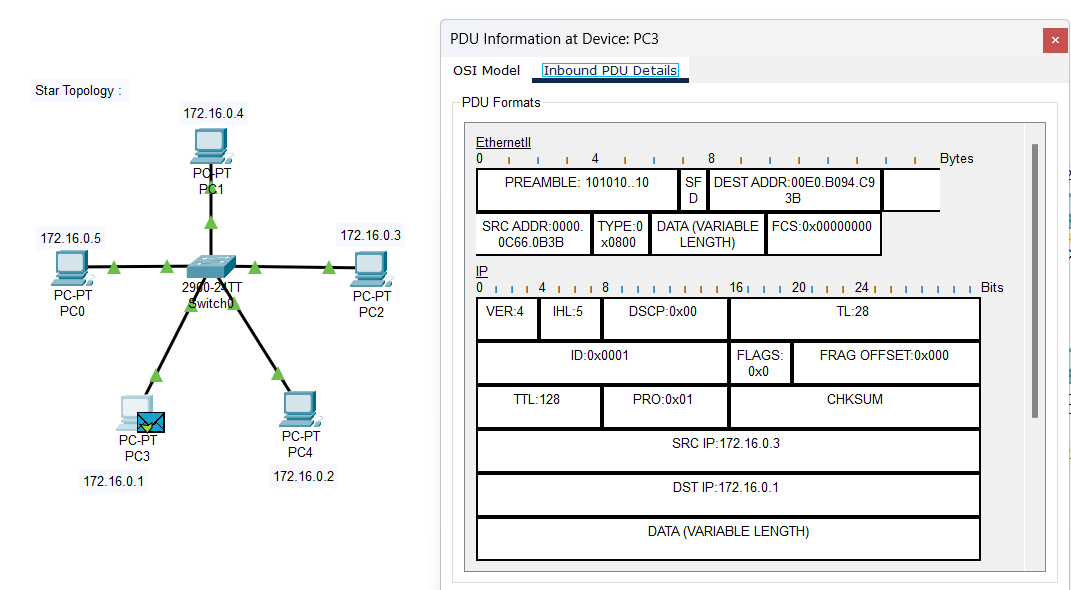 Star Topology :
172.16.0.4
PC-PT
PC1
172.16.0.5
PC-PT
PC0
172.16.0.3
PC-PT
PC2
2960-24TT
Switch0
PC-PT
PC3
172.16.0.1
PC-PT
PC4
172.16.0.2
PDU Information at Device: PC3
OSI Model Inbound PDU Details
PDU Formats
EthernetII
0 4 8 Bytes
PREAMBLE: 101010..10
SF
D
DEST ADDR:00E0.B094.C9
3B
SRC ADDR:0000.
0C66.0B3B
TYPE:0
x0800
DATA (VARIABLE
LENGTH)
FCS:0x00000000
IP
0 4 8 16 20 24 Bits
VER:4 IHL:5 DSCP:0x00 TL:28
ID:0x0001 FLAGS:
0x0
FRAG OFFSET:0x000
TTL:128 PRO:0x01 CHKSUM
SRC IP:172.16.0.3
DST IP:172.16.0.1
DATA (VARIABLE LENGTH)